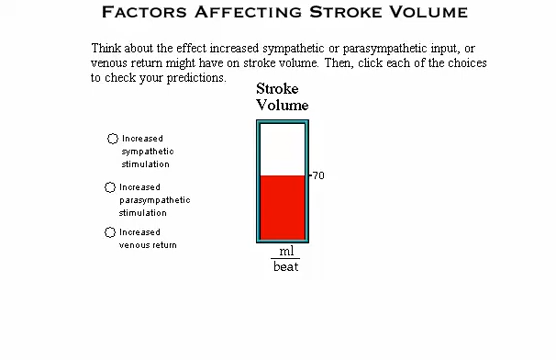 FACTORS AFFECTING STROKE VOLUME
Think about the effect increased sympathetic or parasympathetic input, or
venous return might have on stroke volume. Then, click each of the choices
to check your predictions.
Stroke
Volume
Increased
sympathetic
stimulation
70
Increased
parasympathetic
stimulation
Increased
venous return
ml
beat